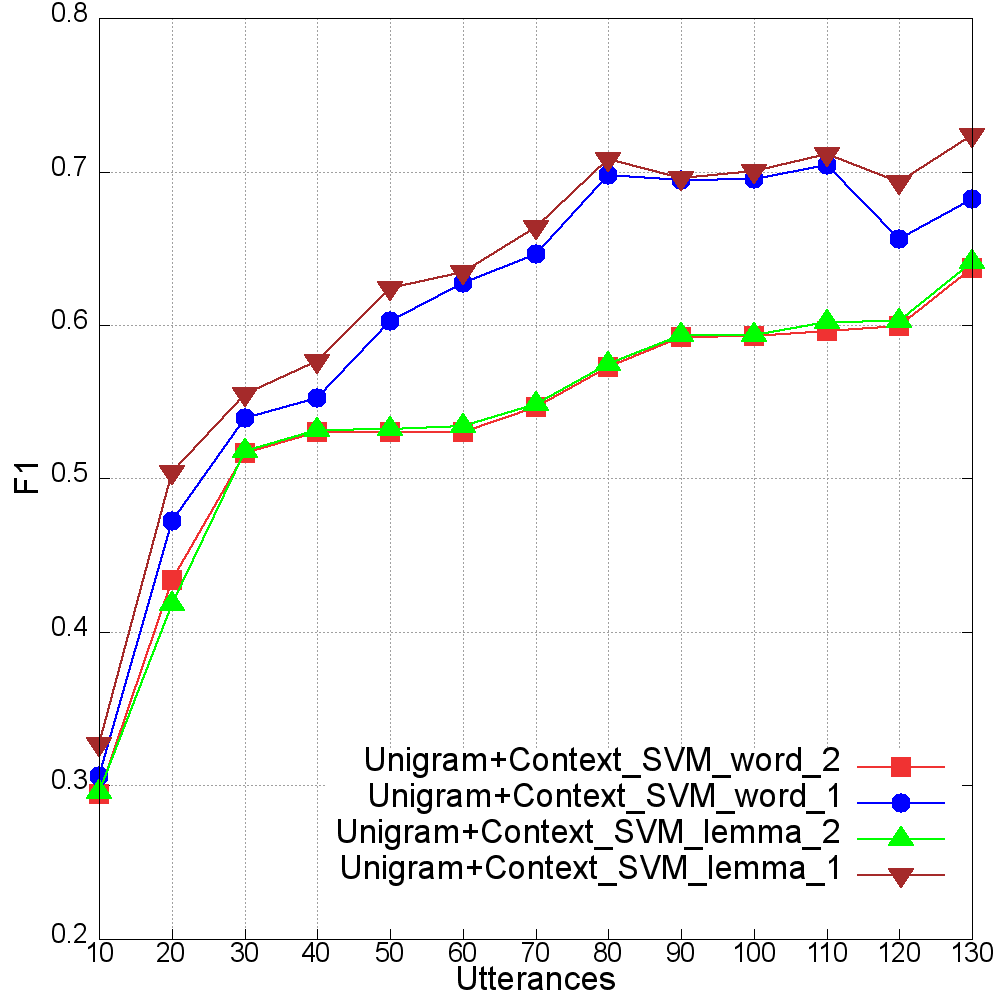 0.8
0.7
0.6
0.5
0.4
0.3
0.2
F1
Unigram+Context_SVM_word_2
Unigram+Context_SVM_word_1
Unigram+Context_SVM_lemma_2
Unigram+Context_SVM_lemma_1
10 20 30 40 50 60 70 80 90 100 110 120 130
Utterances